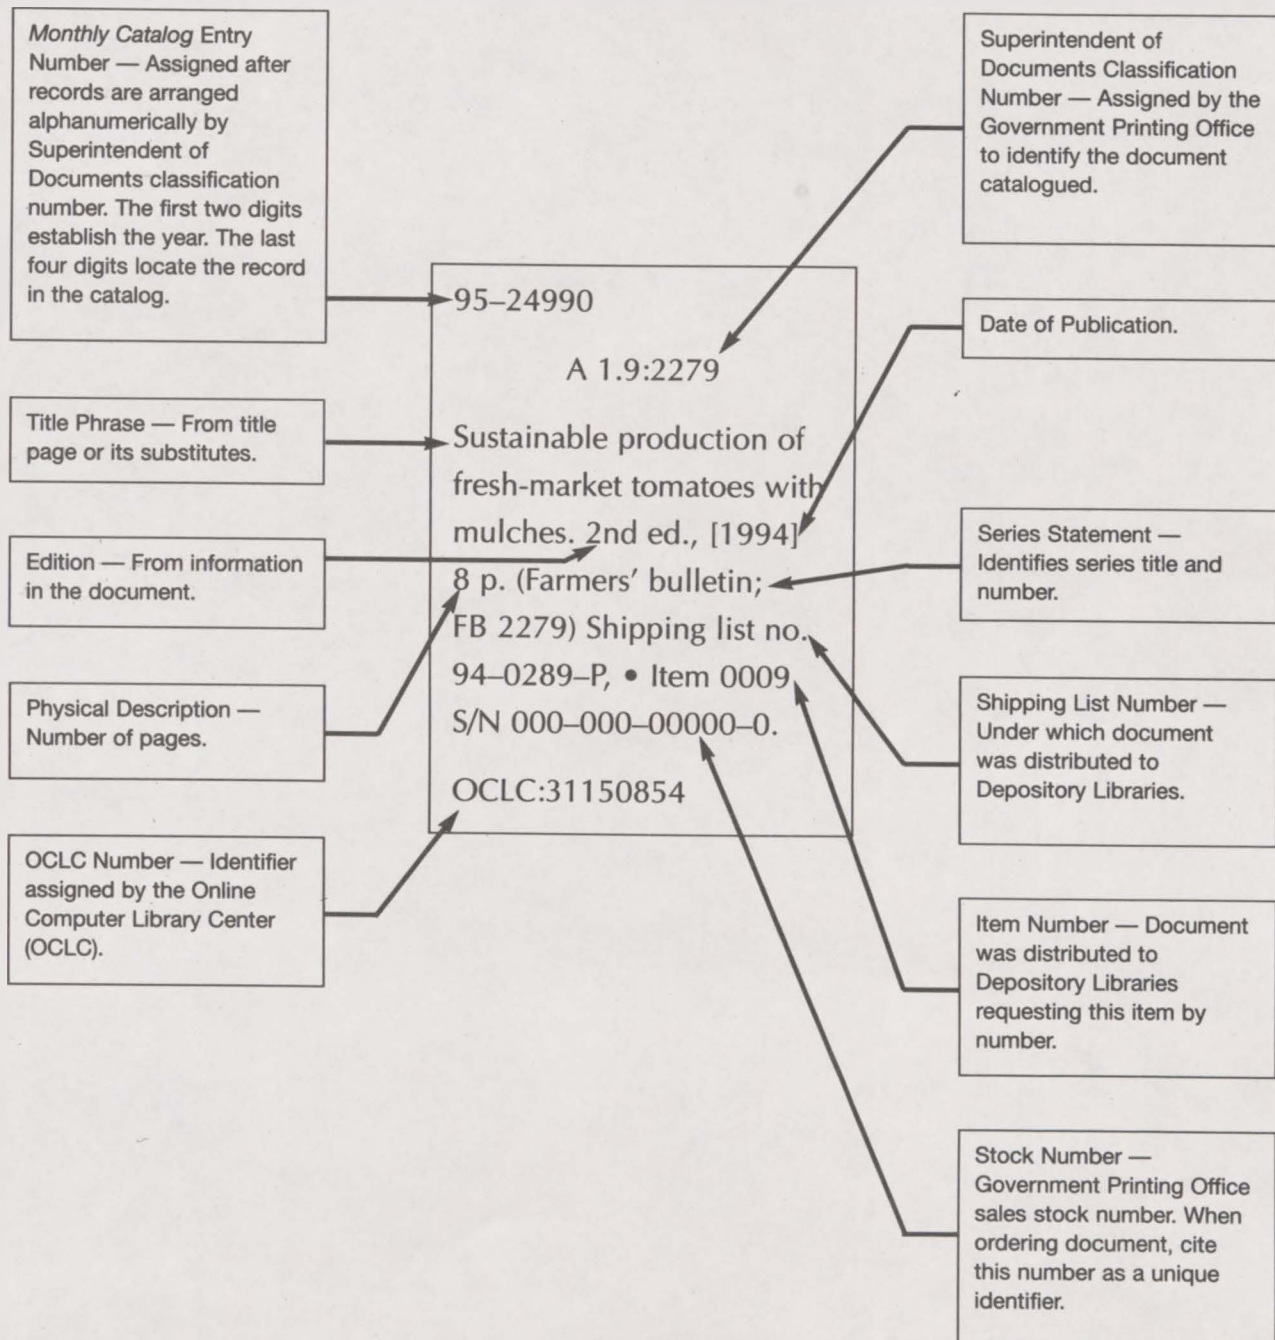 Monthly Catalog Entry
Number — Assigned after
records are arranged
alphanumerically by
Superintendent of
Documents classification
number. The first two digits
establish the year. The last
four digits locate the record
in the catalog.
Title Phrase — From title
page or its substitutes.
Edition — From information
in the document.
Physical Description —
Number of pages.
OCLC Number — Identifier
assigned by the Online
Computer Library Center
(OCLC).
95–24990
A 1.9:2279
Sustainable production of
fresh-market tomatoes with
mulches. 2nd ed., [1994]
8 p. (Farmers' bulletin;
FB 2279) Shipping list no.
94–0289–P, • Item 0009
S/N 000–000–00000–0.
OCLC:31150854
Superintendent of
Documents Classification
Number — Assigned by the
Government Printing Office
to identify the document
catalogued.
Date of Publication.
Series Statement —
Identifies series title and
number.
Shipping List Number —
Under which document
was distributed to
Depository Libraries.
Item Number — Document
was distributed to
Depository Libraries
requesting this item by
number.
Stock Number —
Government Printing Office
sales stock number. When
ordering document, cite
this number as a unique
identifier.